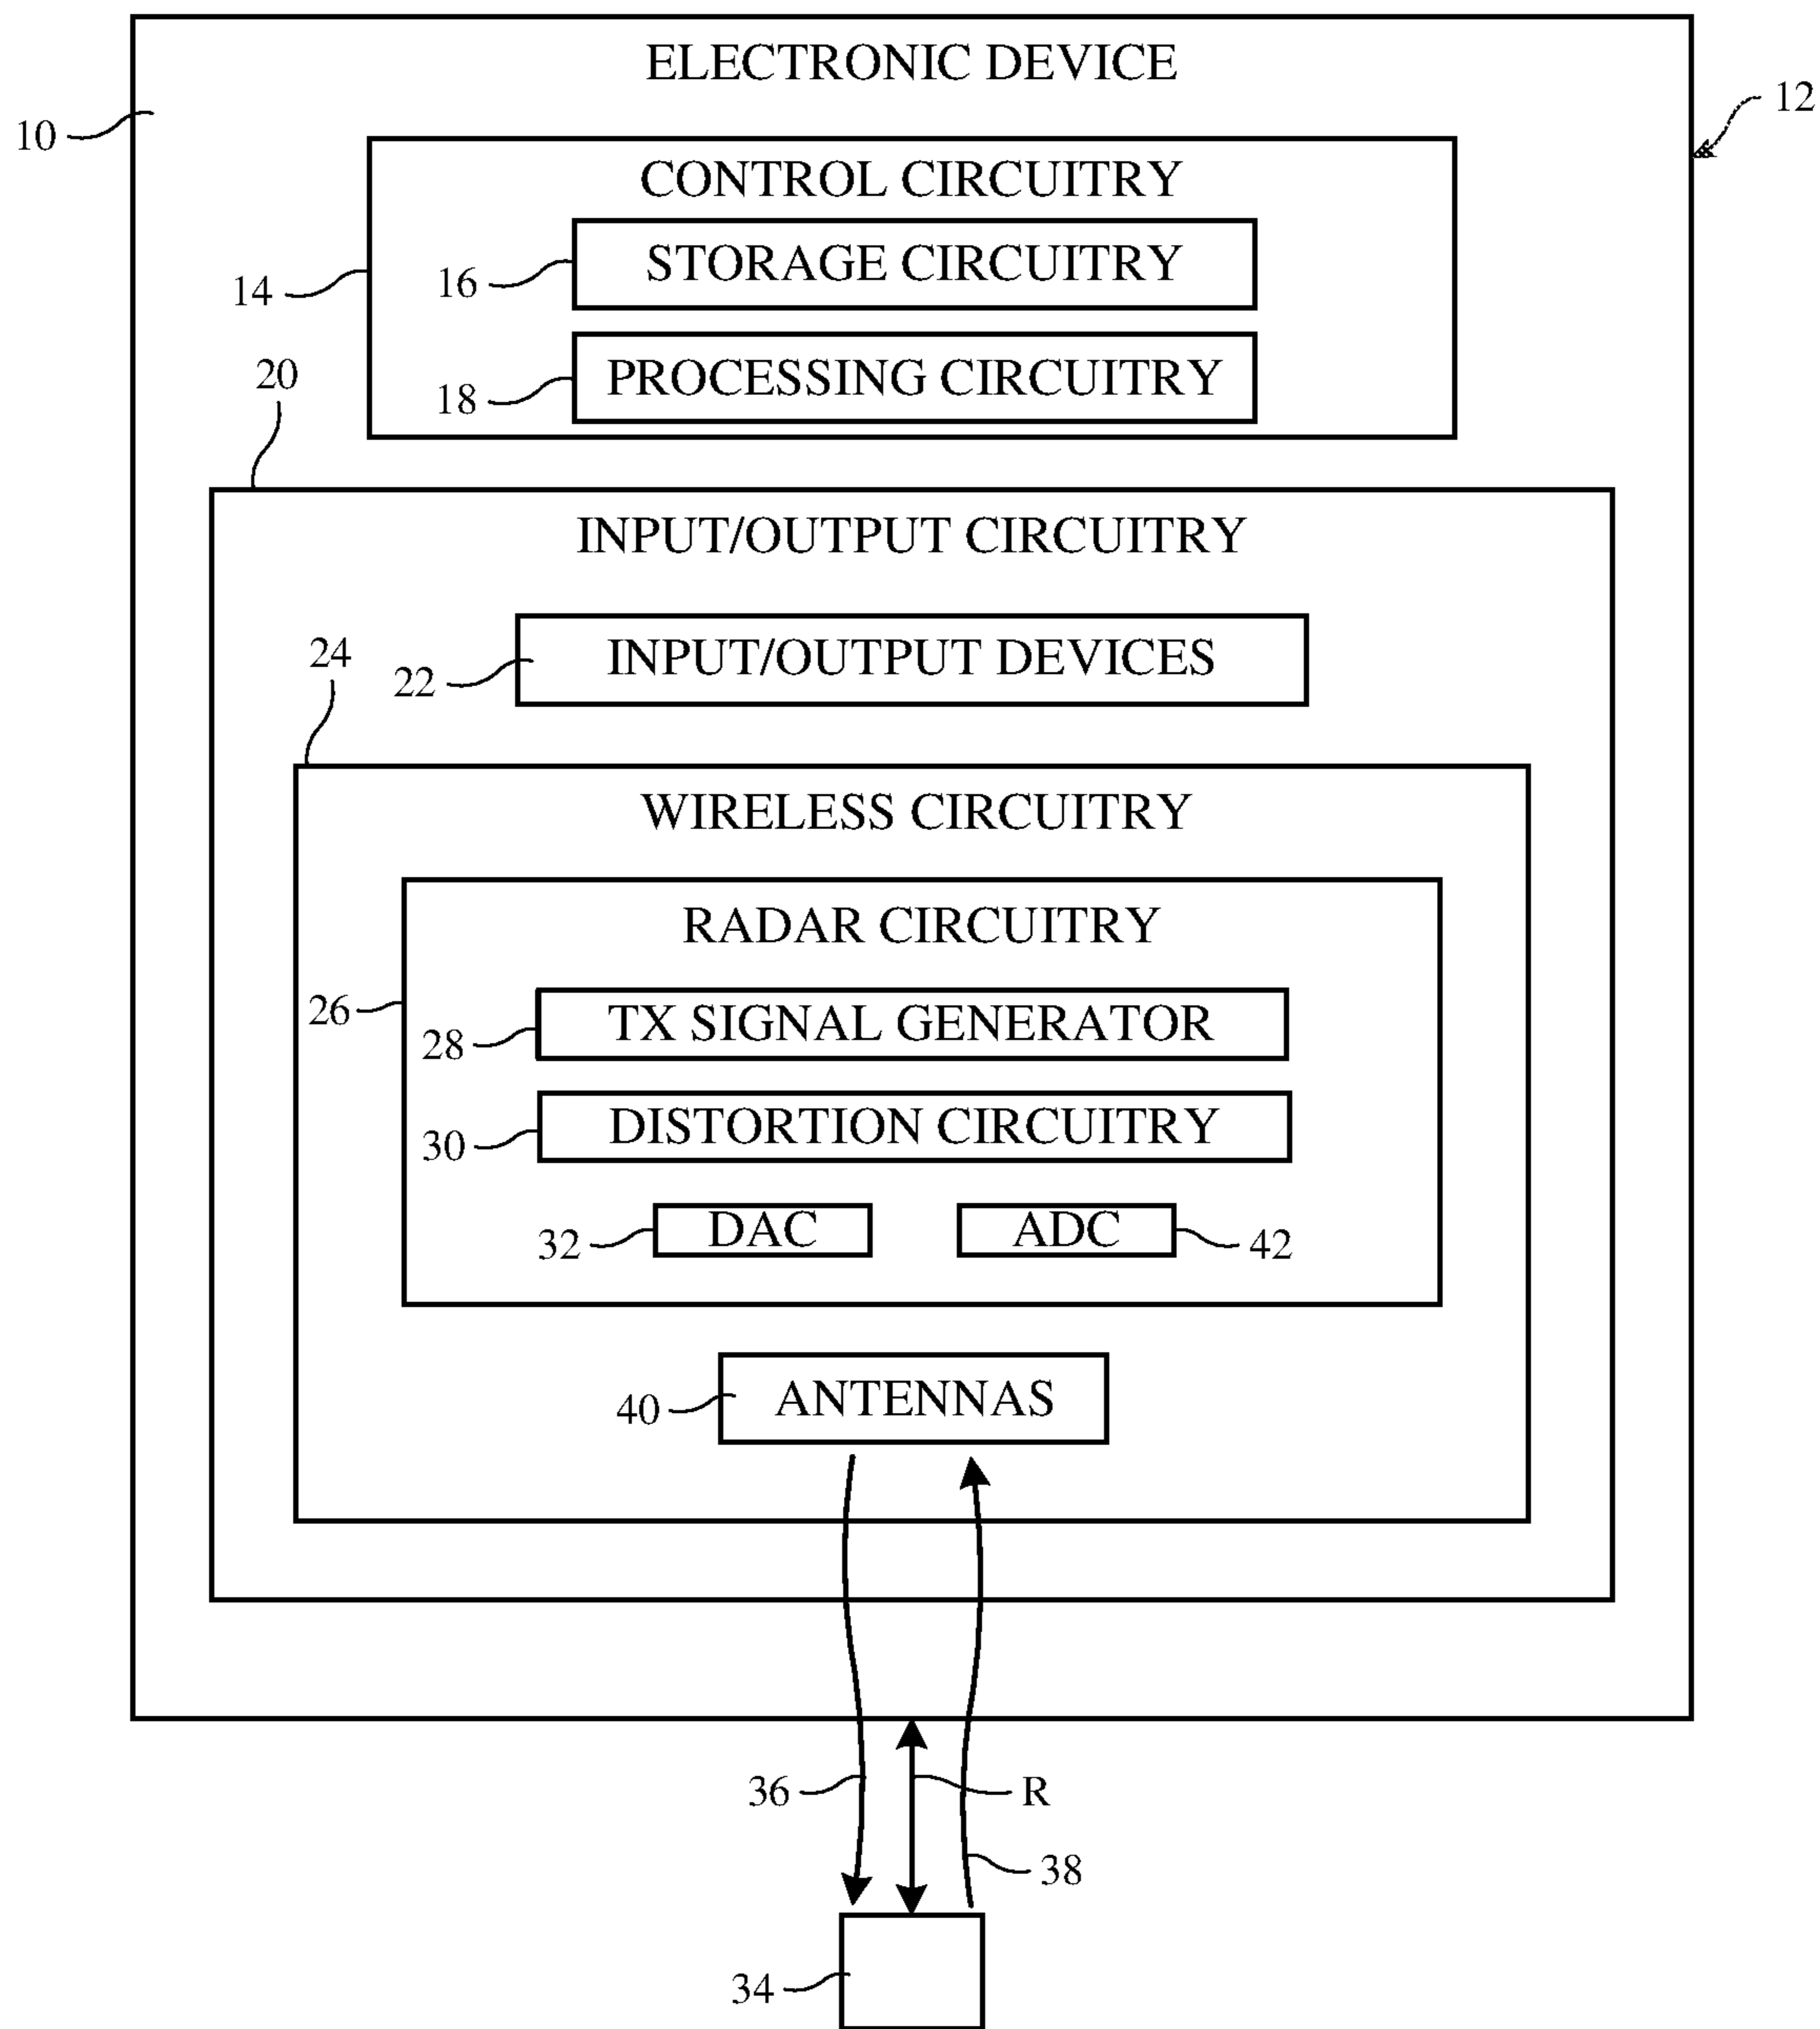 ELECTRONIC DEVICE
12
10
CONTROL CIRCUITRY
14
16
STORAGE CIRCUITRY
18
PROCESSING CIRCUITRY
20
INPUT/OUTPUT CIRCUITRY
22
INPUT/OUTPUT DEVICES
24
WIRELESS CIRCUITRY
RADAR CIRCUITRY
26
28
TX SIGNAL GENERATOR
30
DISTORTION CIRCUITRY
32
DAC
ADC
42
40
ANTENNAS
36
R
38
34